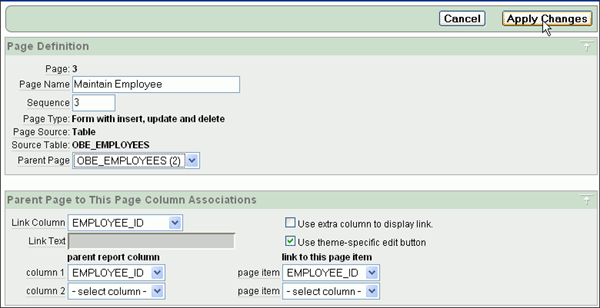 Cancel Apply Changes
Page Definition
Page: 3
Page Name Maintain Employee
Sequence 3
Page Type: Form with insert, update and delete
Page Source: Table
Source Table: OBE_EMPLOYEES
Parent Page OBE_EMPLOYEES (2)
Parent Page to This Page Column Associations
Link Column EMPLOYEE_ID Use extra column to display link.
Link Text Use theme-specific edit button
parent report column link to this page item
column 1 EMPLOYEE_ID page item EMPLOYEE_ID
column 2 - select column - page item - select column -